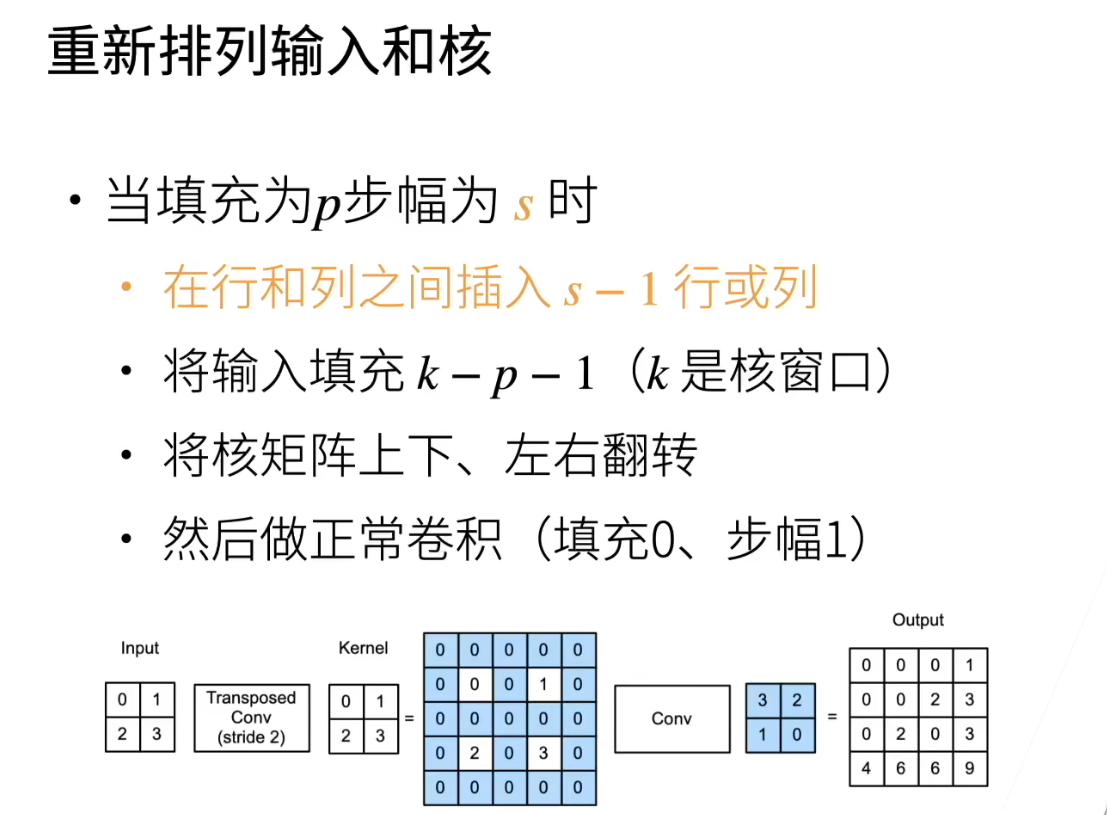 重新排列输入和核
• 当填充为p步幅为 s 时
• 在行和列之间插入 s − 1 行或列
• 将输入填充 k − p − 1（k 是核窗口）
• 将核矩阵上下、左右翻转
• 然后做正常卷积（填充0、步幅1）
Input
0 1
2 3
Transposed
Conv
(stride 2)
Kernel
0 1
2 3
=
0 0 0 0 0
0 0 0 1 0
0 0 0 0 0
0 2 0 3 0
0 0 0 0 0
Conv
3 2
1 0
=
Output
0 0 0 1
0 0 2 3
0 2 0 3
4 6 6 9